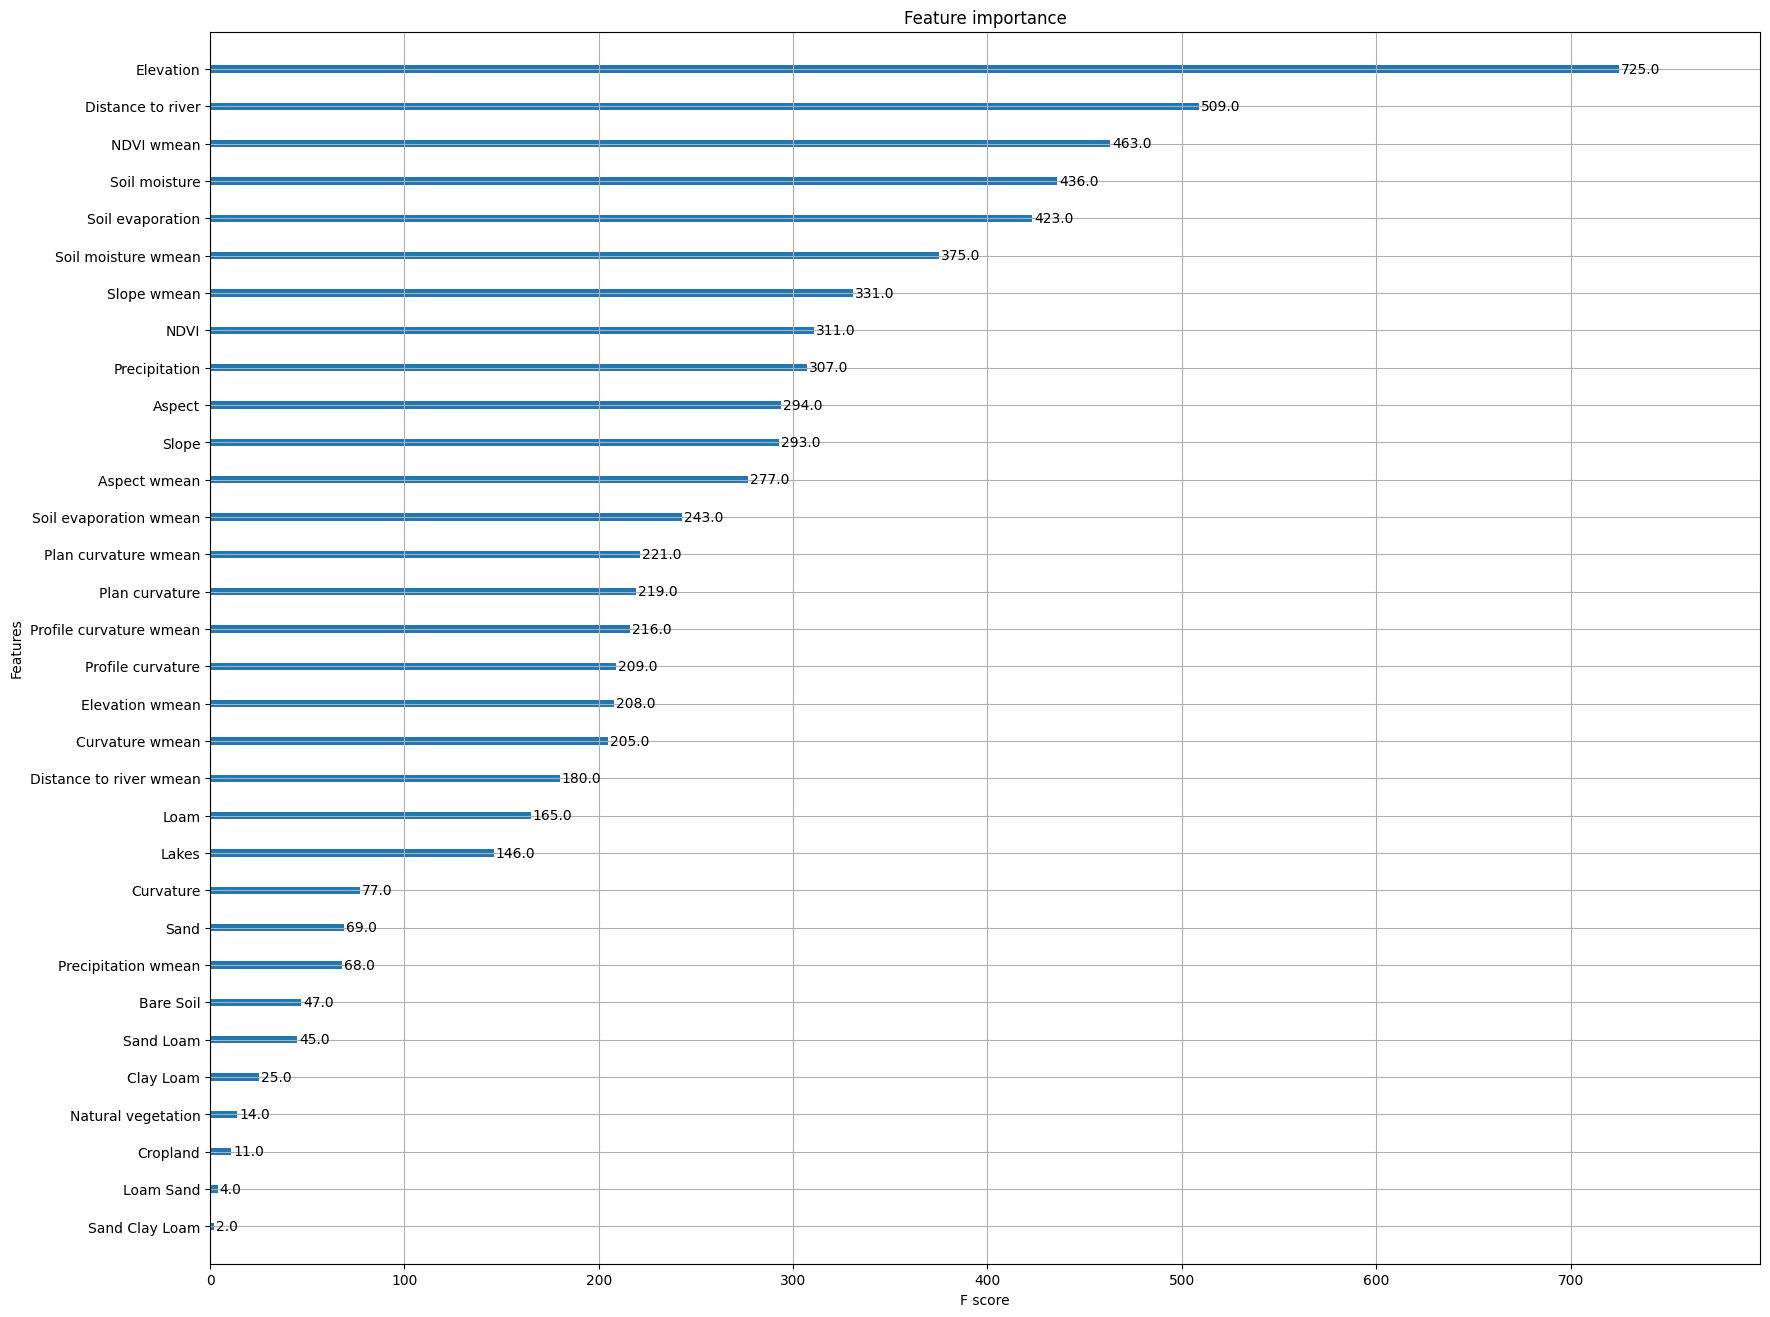 Feature importance
Elevation 725.0
Distance to river 509.0
NDVI wmean 463.0
Soil moisture 436.0
Soil evaporation 423.0
Soil moisture wmean 375.0
Slope wmean 331.0
NDVI 311.0
Precipitation 307.0
Aspect 294.0
Slope 293.0
Aspect wmean 277.0
Soil evaporation wmean 243.0
Plan curvature wmean 221.0
Plan curvature 219.0
Profile curvature wmean 216.0
Profile curvature 209.0
Elevation wmean 208.0
Curvature wmean 205.0
Distance to river wmean 180.0
Loam 165.0
Lakes 146.0
Curvature 77.0
Sand 69.0
Precipitation wmean 68.0
Bare Soil 47.0
Sand Loam 45.0
Clay Loam 25.0
Natural vegetation 14.0
Cropland 11.0
Loam Sand 4.0
Sand Clay Loam 2.0
Features
0 100 200 300 400 500 600 700
F score